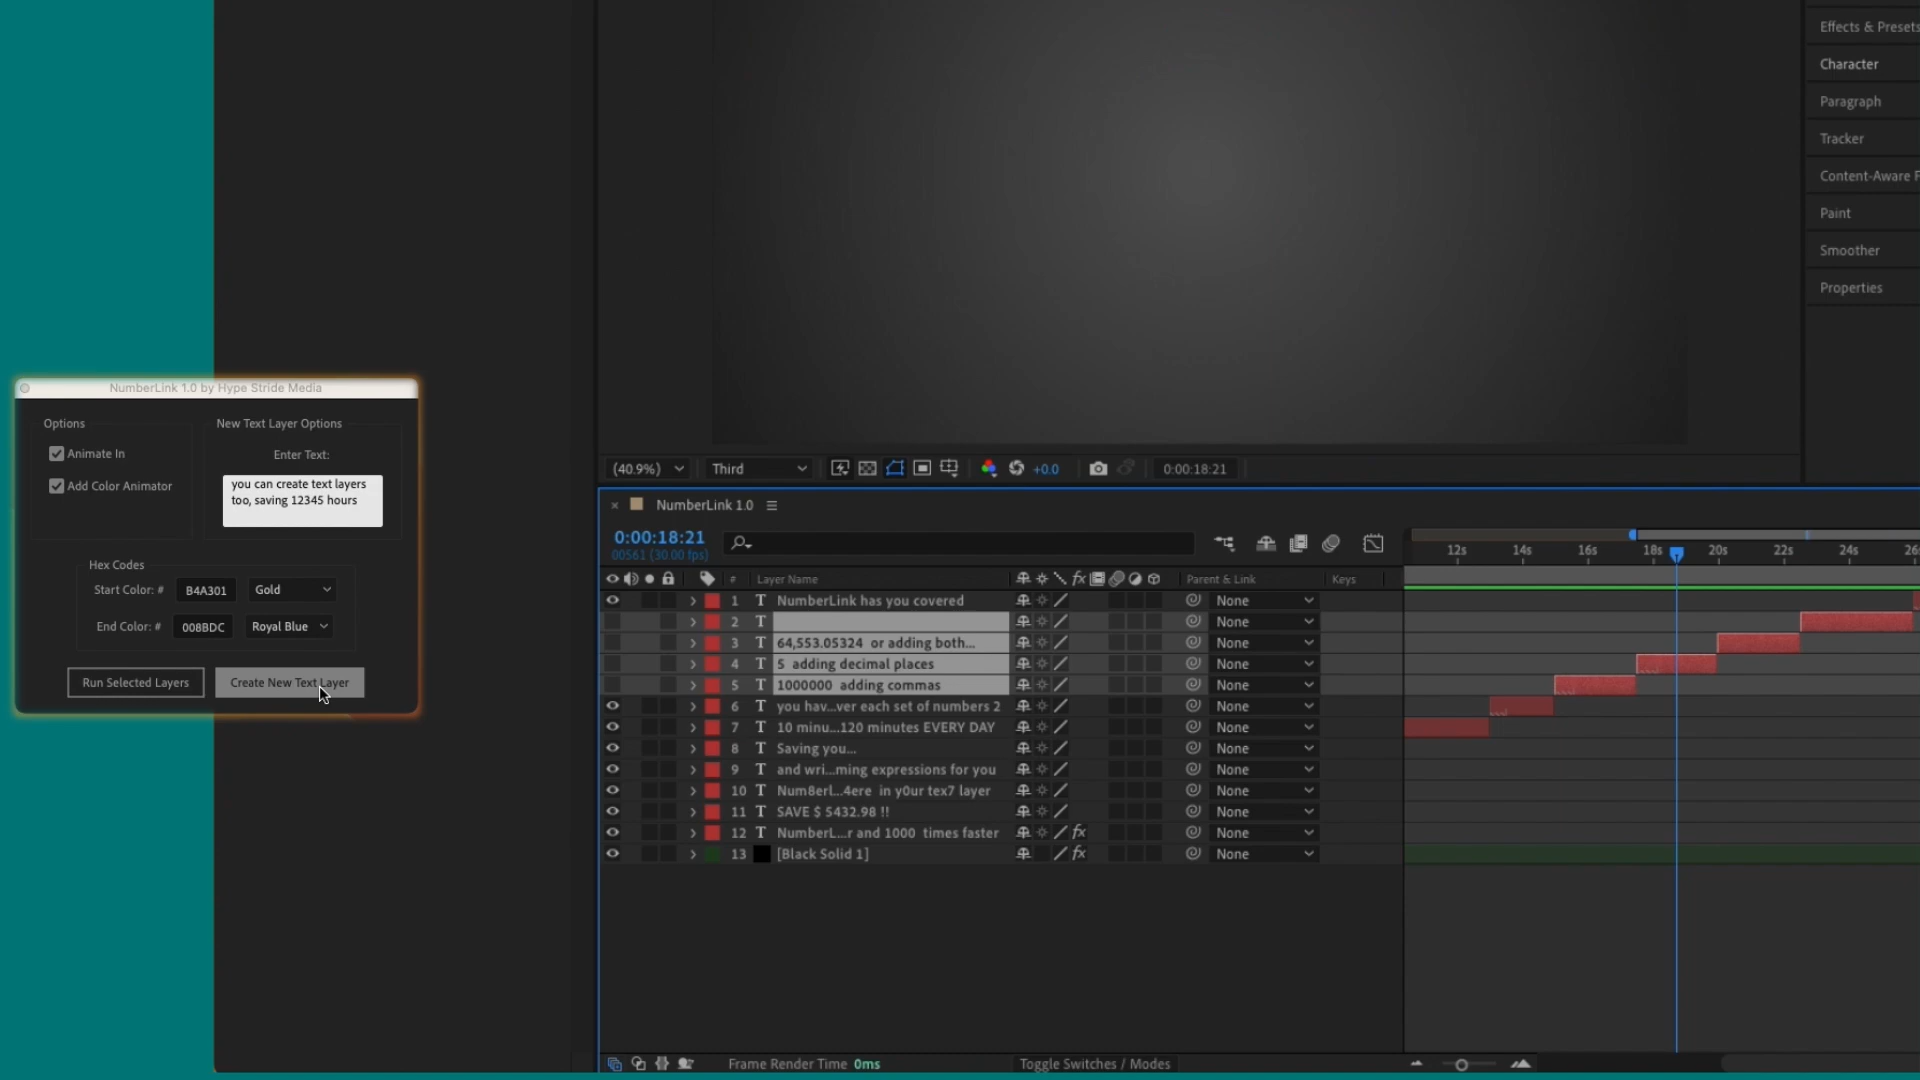 Effects & Presets
Character
Paragraph
Tracker
Content-Aware F
Paint
Smoother
Properties
NumberLink 1.0 by Hype Stride Media
Options
Animate In
Add Color Animator
New Text Layer Options
Enter Text:
you can create text layers
too, saving 12345 hours
Hex Codes
Start Color: # B4A301 Gold
End Color: # 008BDC Royal Blue
Run Selected Layers
Create New Text Layer
(40.9%) Third +0.0 0:00:18:21
NumberLink 1.0
0:00:18:21
00561 (30.00 fps)
12s 14s 16s 18s 20s 22s 24s 26s
# Layer Name fx Parent & Link Keys
1 T NumberLink has you covered None
2 T None
3 T 64,553.05324 or adding both... None
4 T 5 adding decimal places None
5 T 1000000 adding commas None
6 T you hav...ver each set of numbers 2 None
7 T 10 minu...120 minutes EVERY DAY None
8 T Saving you... None
9 T and wri...ming expressions for you None
10 T Num8erl...4ere in y0ur tex7 layer None
11 T SAVE $ 5432.98 !! None
12 T NumberL...r and 1000 times faster fx None
13 [Black Solid 1] fx None
Frame Render Time 0ms
Toggle Switches / Modes